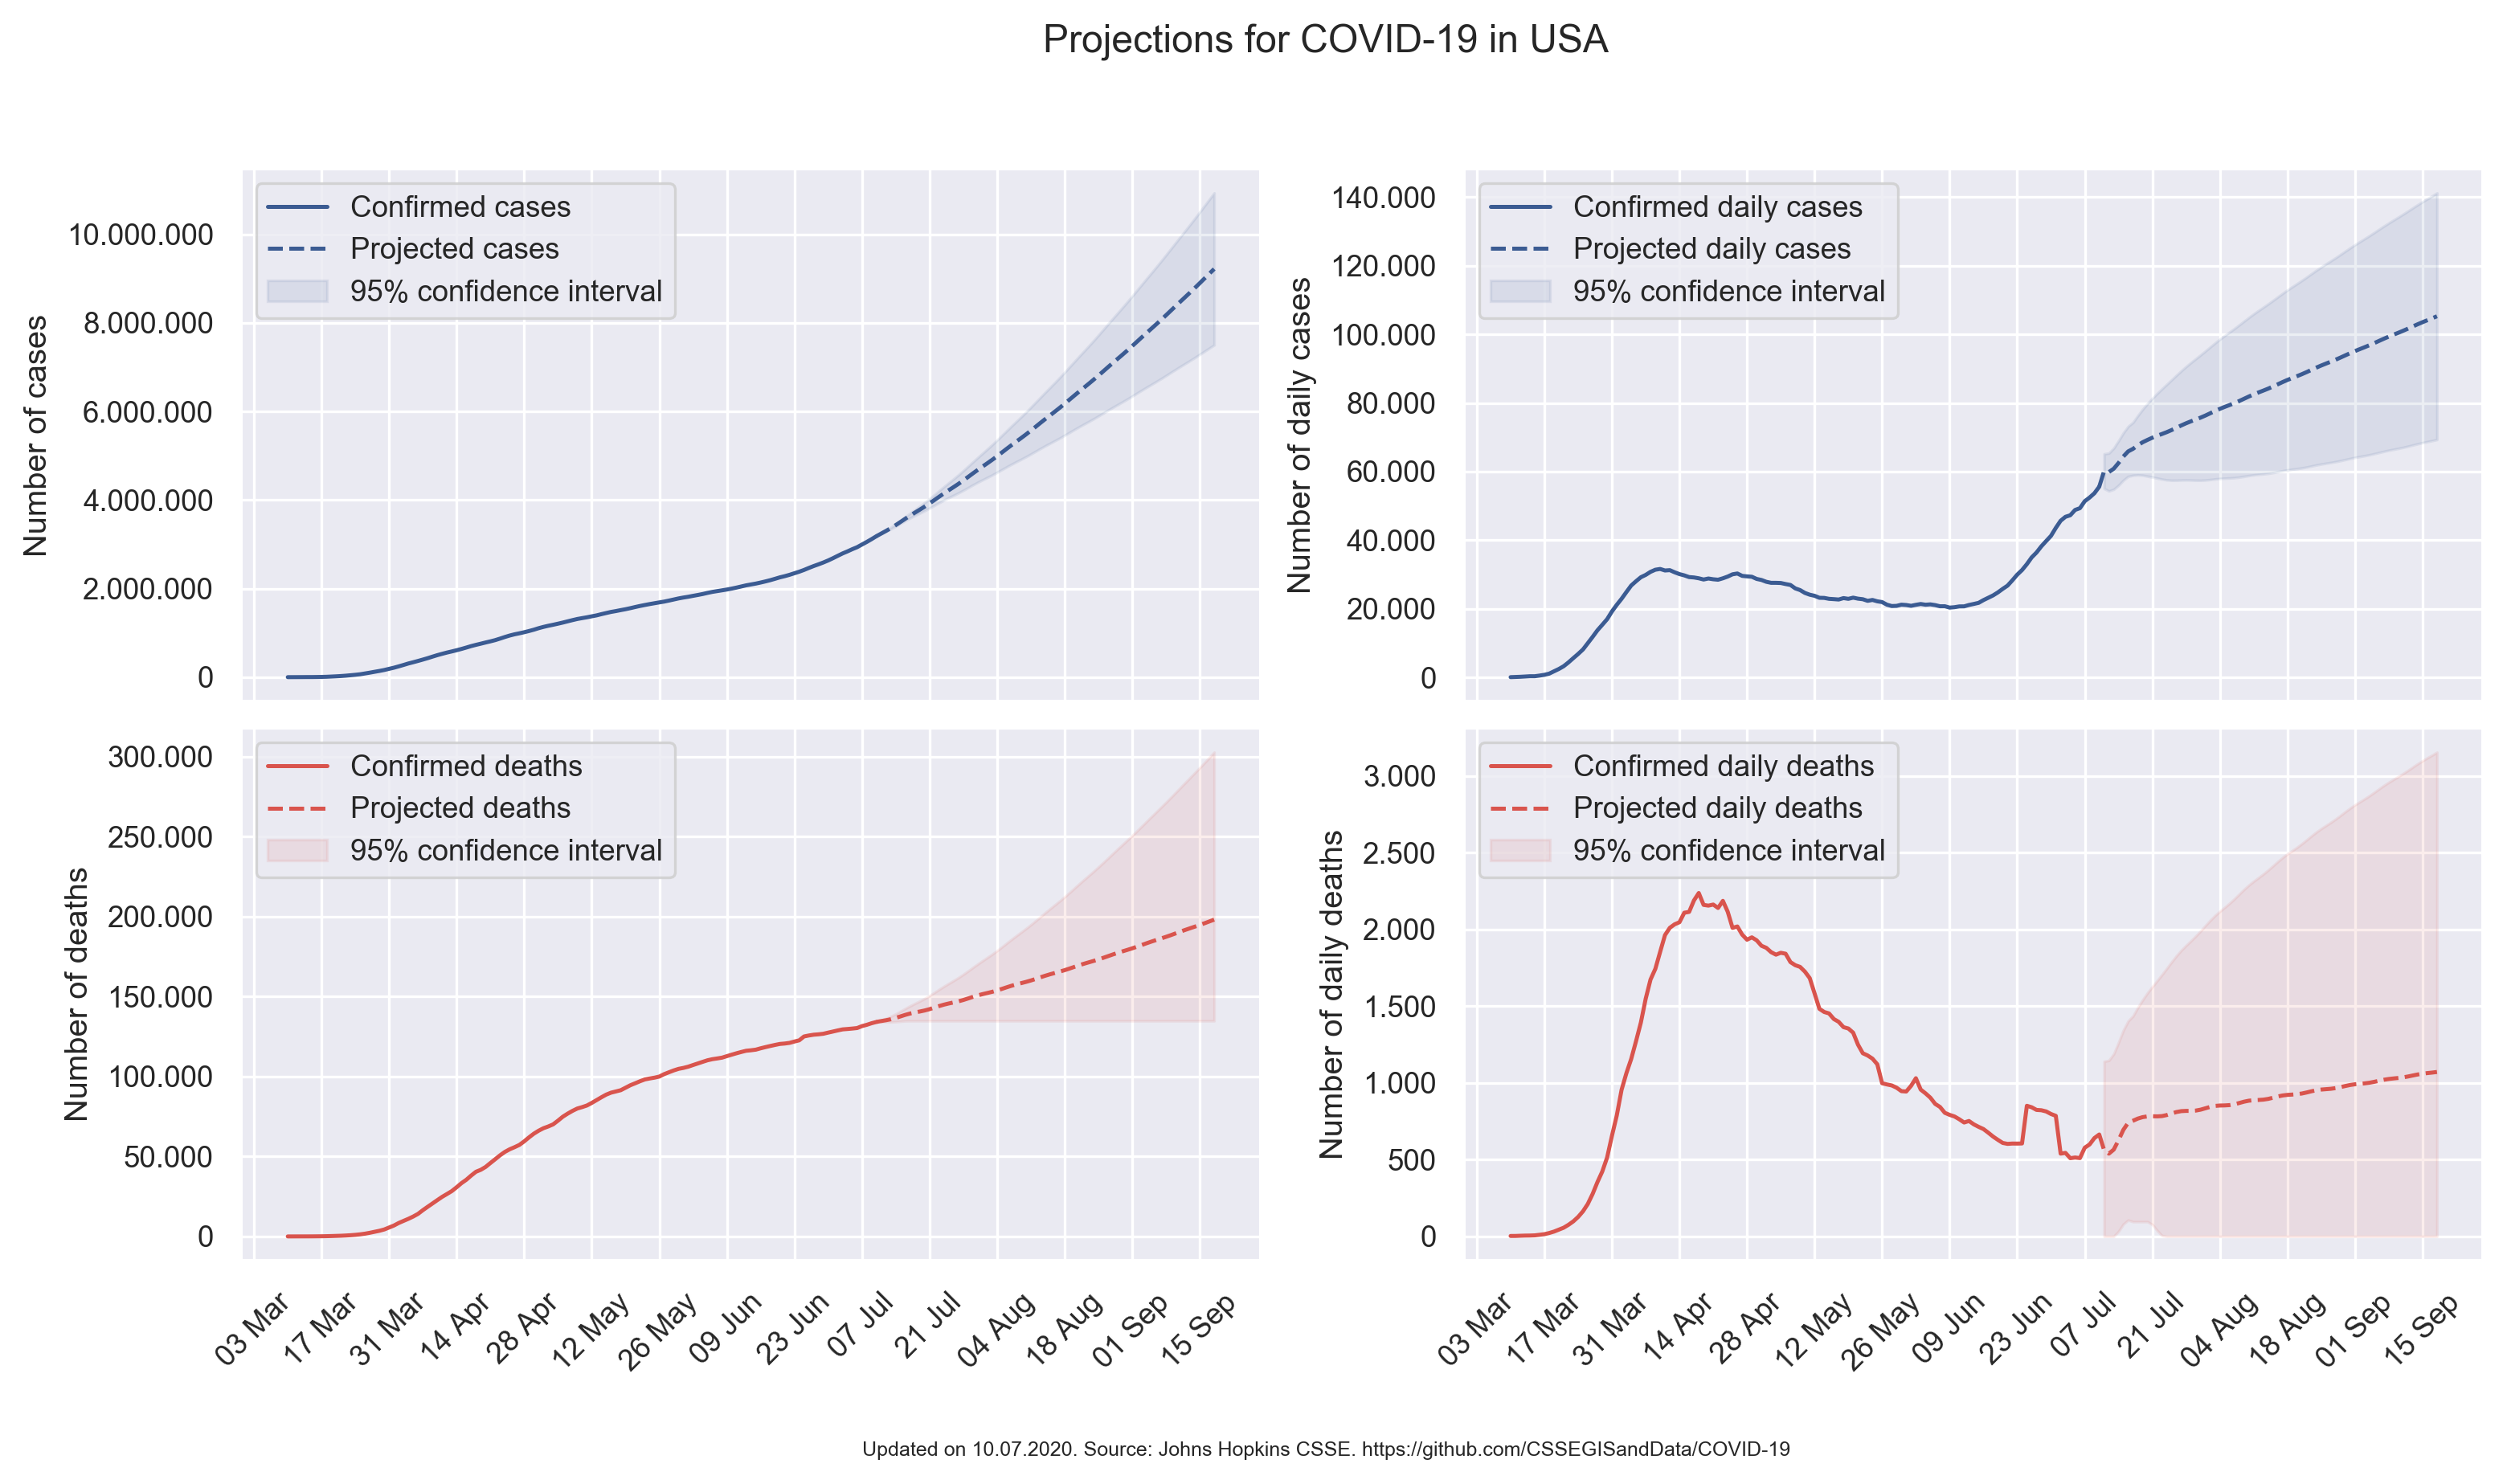 Projections for COVID-19 in USA
Number of cases
10.000.000
8.000.000
6.000.000
4.000.000
2.000.000
0
Confirmed cases
Projected cases
95% confidence interval
Number of daily cases
140.000
120.000
100.000
80.000
60.000
40.000
20.000
0
Confirmed daily cases
Projected daily cases
95% confidence interval
Number of deaths
300.000
250.000
200.000
150.000
100.000
50.000
0
Confirmed deaths
Projected deaths
95% confidence interval
03 Mar
17 Mar
31 Mar
14 Apr
28 Apr
12 May
26 May
09 Jun
23 Jun
07 Jul
21 Jul
04 Aug
18 Aug
01 Sep
15 Sep
Number of daily deaths
3.000
2.500
2.000
1.500
1.000
500
0
Confirmed daily deaths
Projected daily deaths
95% confidence interval
03 Mar
17 Mar
31 Mar
14 Apr
28 Apr
12 May
26 May
09 Jun
23 Jun
07 Jul
21 Jul
04 Aug
18 Aug
01 Sep
15 Sep
Updated on 10.07.2020. Source: Johns Hopkins CSSE. https://github.com/CSSEGISandData/COVID-19